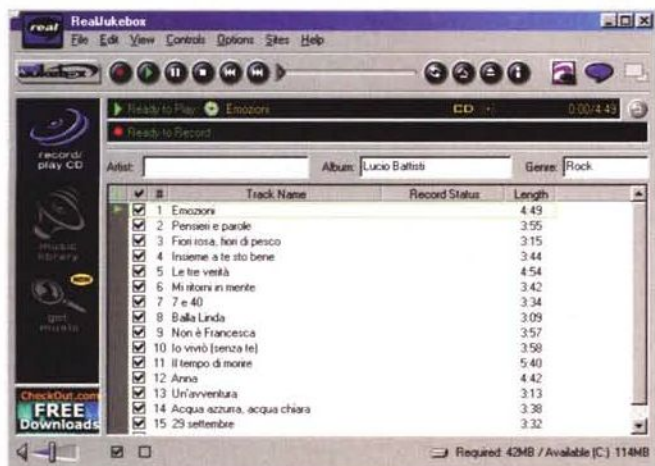 real
RealJukebox
File Edit View Controls Options Sites Help
Jukebox
Ready to Play Emozioni CD 0:00/4:49
Ready to Record
record/
play CD
Artist: Album: Lucio Battisti Genre: Rock
# Track Name Record Status Length
1 Emozioni 4:49
2 Pensieri e parole 3:55
3 Fiori rosa, fiori di pesco 3:15
4 Insieme a te sto bene 3:44
5 Le tre verità 4:54
6 Mi ritorni in mente 3:42
7 7 e 40 3:34
8 Balla Linda 3:09
9 Non è Francesca 3:57
10 Io vivrò (senza te) 3:58
11 Il tempo di morire 5:40
12 Anna 4:42
13 Un'avventura 3:13
14 Acqua azzurra, acqua chiara 3:38
15 29 settembre 3:32
music
library
NEW
get
music
CheckOut.com
FREE
Downloads
Required: 42MB / Available (C:) 114MB